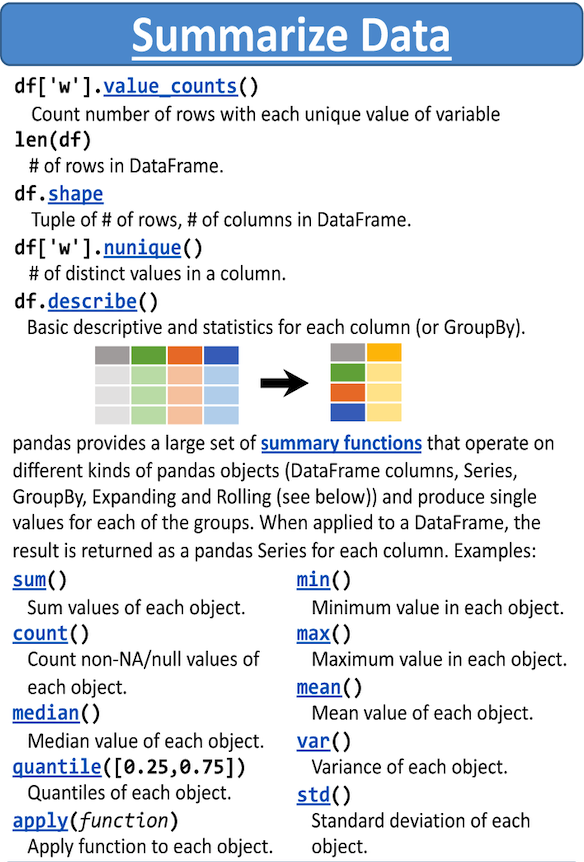 Summarize Data
df['w'].value_counts()
Count number of rows with each unique value of variable
len(df)
# of rows in DataFrame.
df.shape
Tuple of # of rows, # of columns in DataFrame.
df['w'].nunique()
# of distinct values in a column.
df.describe()
Basic descriptive and statistics for each column (or GroupBy).
pandas provides a large set of summary functions that operate on
different kinds of pandas objects (DataFrame columns, Series,
GroupBy, Expanding and Rolling (see below)) and produce single
values for each of the groups. When applied to a DataFrame, the
result is returned as a pandas Series for each column. Examples:
sum()
Sum values of each object.
count()
Count non-NA/null values of
each object.
median()
Median value of each object.
quantile([0.25,0.75])
Quantiles of each object.
apply(function)
Apply function to each object.
min()
Minimum value in each object.
max()
Maximum value in each object.
mean()
Mean value of each object.
var()
Variance of each object.
std()
Standard deviation of each
object.